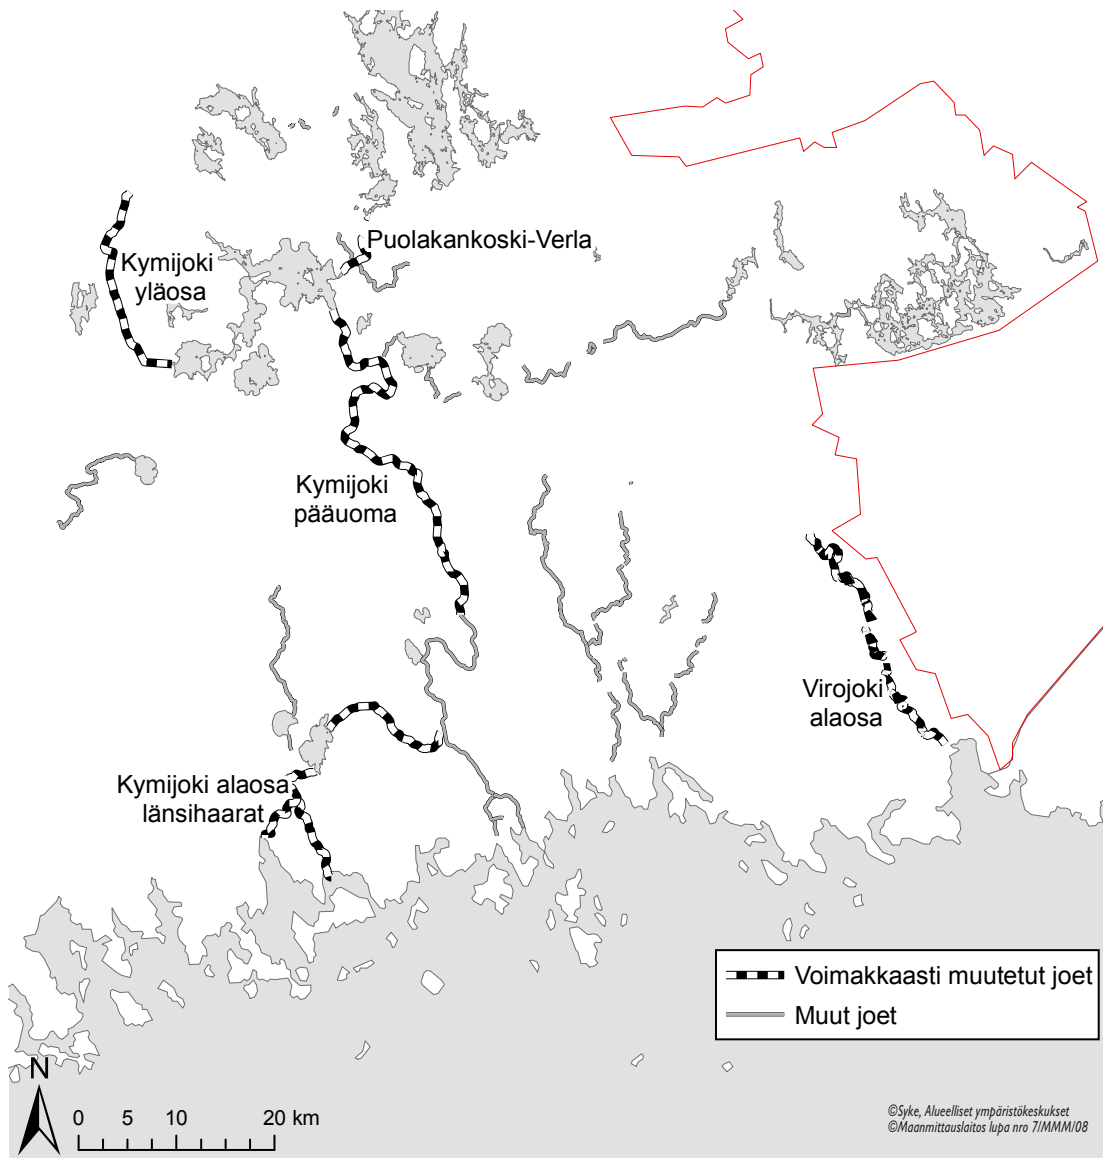 Puolakankoski-Verla
Kymijoki
yläosa
Kymijoki
pääuoma
Virojoki
alaosa
Kymijoki alaosa
länsihaarat
Voimakkaasti muutetut joet
Muut joet
N
0 5 10 20 km
©Syke, Alueelliset ympäristökeskukset
©Maanmittauslaitos lupa nro 7/MMM/08